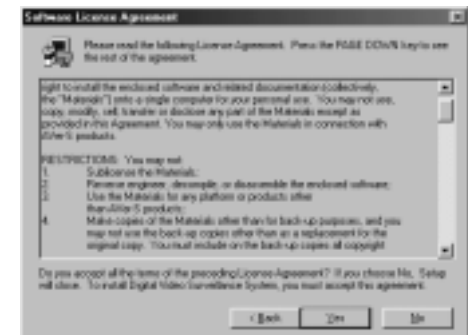 Software Licence Agreement
Please read the following License Agreement. Press the PAGE DOWN key to see
the rest of the agreement.
right to install the enclosed software and related documentation (collectively,
the "Materials") onto a single computer for your personal use. You may not use,
copy, modify, sell, transfer or disclose any part of the Materials except as
provided in this Agreement. You may only use the Materials in connection with
products.
RESTRICTIONS. You may not:
1. Sublicense the Materials;
2. Reverse engineer, decompile, or disassemble the enclosed software;
3. Use the Materials for any platform or products other
than products;
4. Make copies of the Materials other than for back-up purposes, and you
may not use the back-up copies other than as a replacement for the
original copy. You must include on the back-up copies all copyright
Do you accept all the terms of the preceding License Agreement? If you choose No, Setup
will close. To install Digital Video Surveillance System, you must accept this agreement.
< Back
Yes
No